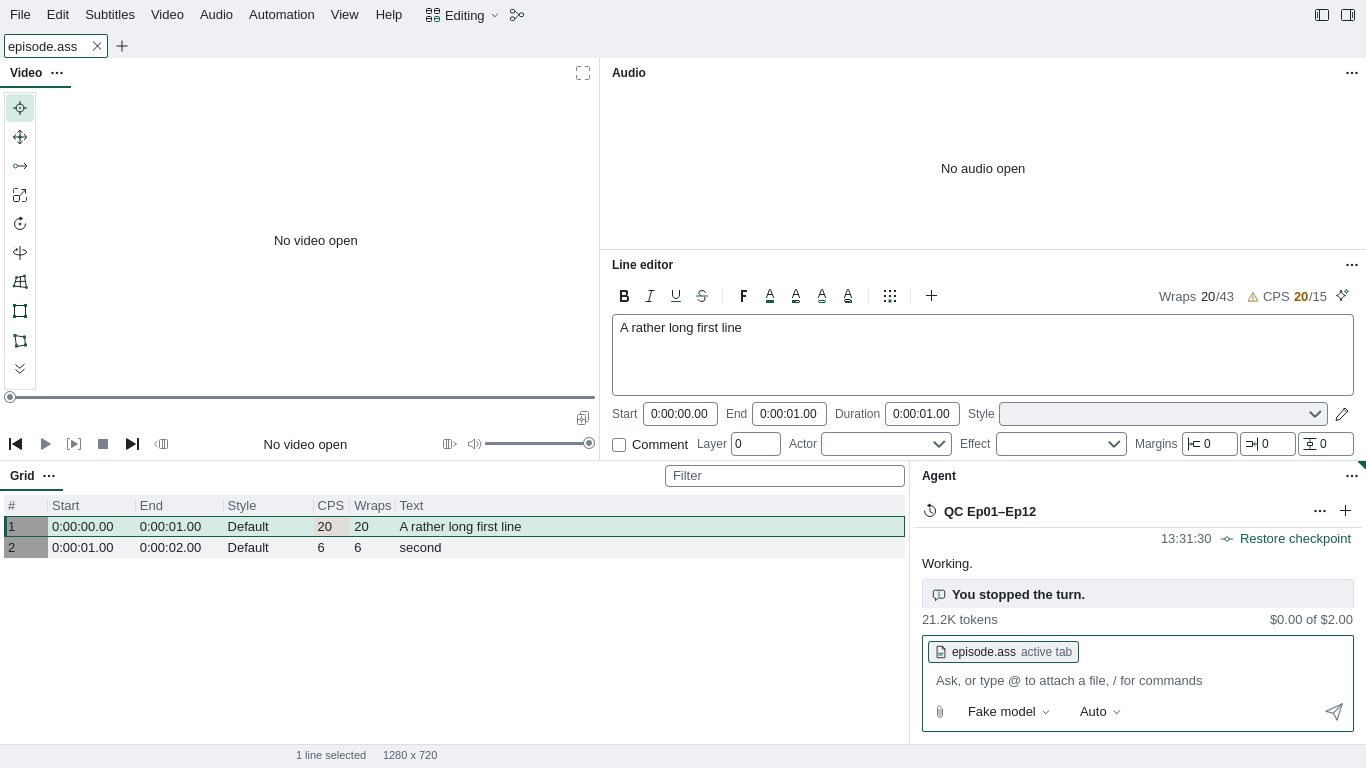 File Edit Subtitles Video Audio Automation View Help Editing
episode.ass
Video
No video open
No video open
Audio
No audio open
Line editor
B I U S F A A A A Wraps 20/43 CPS 20/15
A rather long first line
Start 0:00:00.00 End 0:00:01.00 Duration 0:00:01.00 Style
Comment Layer 0 Actor Effect Margins 0 0 0
Grid
Filter
# Start End Style CPS Wraps Text
1 0:00:00.00 0:00:01.00 Default 20 20 A rather long first line
2 0:00:01.00 0:00:02.00 Default 6 6 second
Agent
QC Ep01–Ep12
13:31:30 Restore checkpoint
Working.
You stopped the turn.
21.2K tokens $0.00 of $2.00
episode.ass active tab
Ask, or type @ to attach a file, / for commands
Fake model Auto
1 line selected 1280 x 720